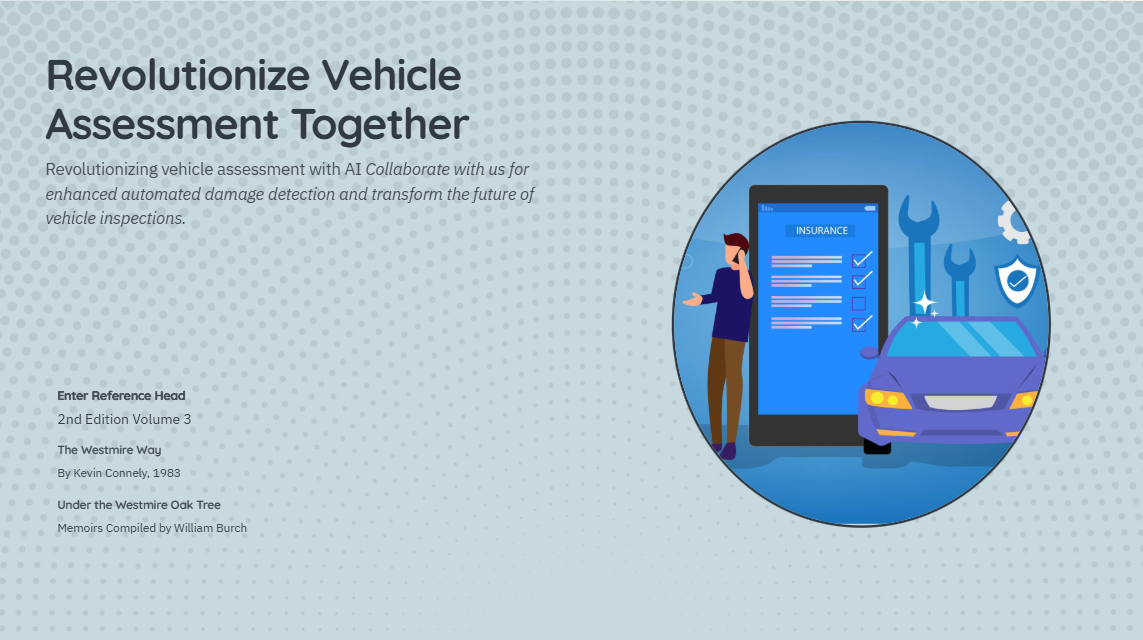 Revolutionize Vehicle
Assessment Together
Revolutionizing vehicle assessment with AI Collaborate with us for
enhanced automated damage detection and transform the future of
vehicle inspections.
INSURANCE
Enter Reference Head
2nd Edition Volume 3
The Westmire Way
By Kevin Connely, 1983
Under the Westmire Oak Tree
Memoirs Compiled by William Burch